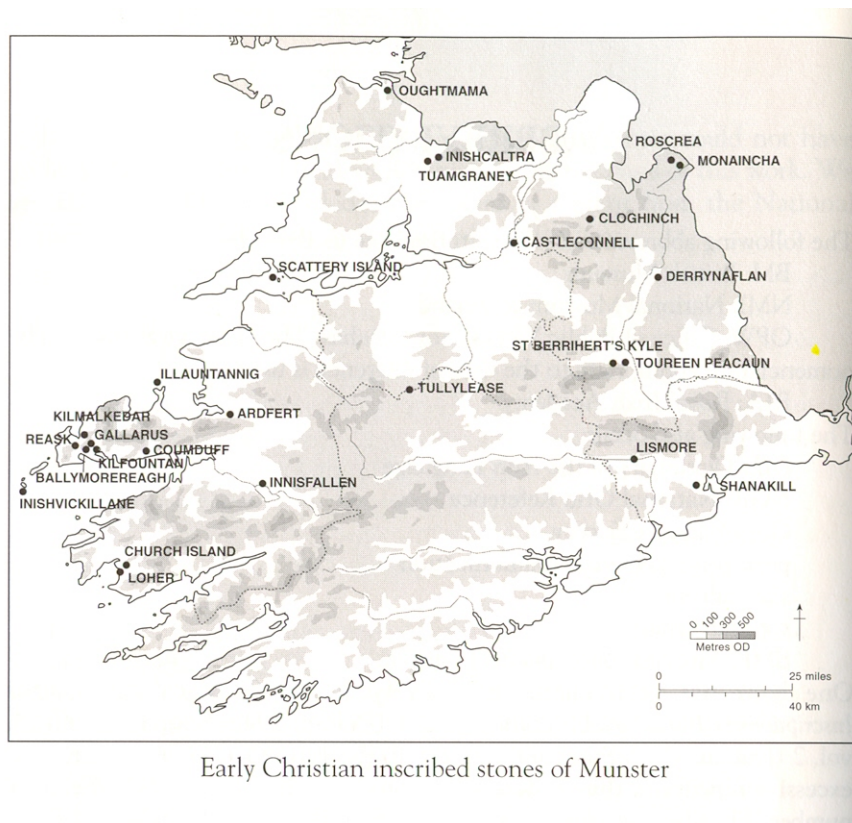 OUGHTMAMA
ROSCREA
INISHCALTRA
MONAINCHA
TUAMGRANEY
CLOGHINCH
CASTLECONNELL
SCATTERY ISLAND
DERRYNAFLAN
ST BERRIHERT'S KYLE
TOUREEN PEACAUN
ILLAUNTANNIG
TULLYLEASE
KILMALKEDAR
ARDFERT
REASK
GALLARUS
COUMDUFF
LISMORE
KILFOUNTAN
BALLYMOREREAGH
INNISFALLEN
SHANAKILL
INISHVICKILLANE
CHURCH ISLAND
LOHER
0 100 300 500
Metres OD
0 25 miles
0 40 km
Early Christian inscribed stones of Munster